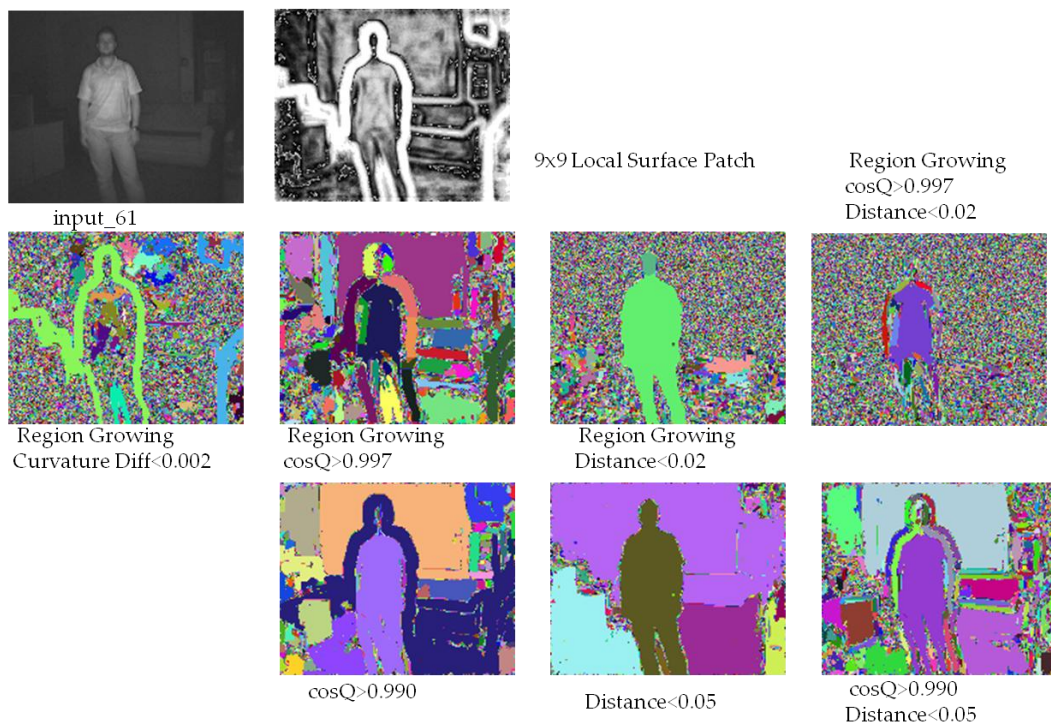 9x9 Local Surface Patch
Region Growing
cosQ>0.997
Distance<0.02
input_61
Region Growing
Curvature Diff<0.002
Region Growing
cosQ>0.997
Region Growing
Distance<0.02
cosQ>0.990
Distance<0.05
cosQ>0.990
Distance<0.05